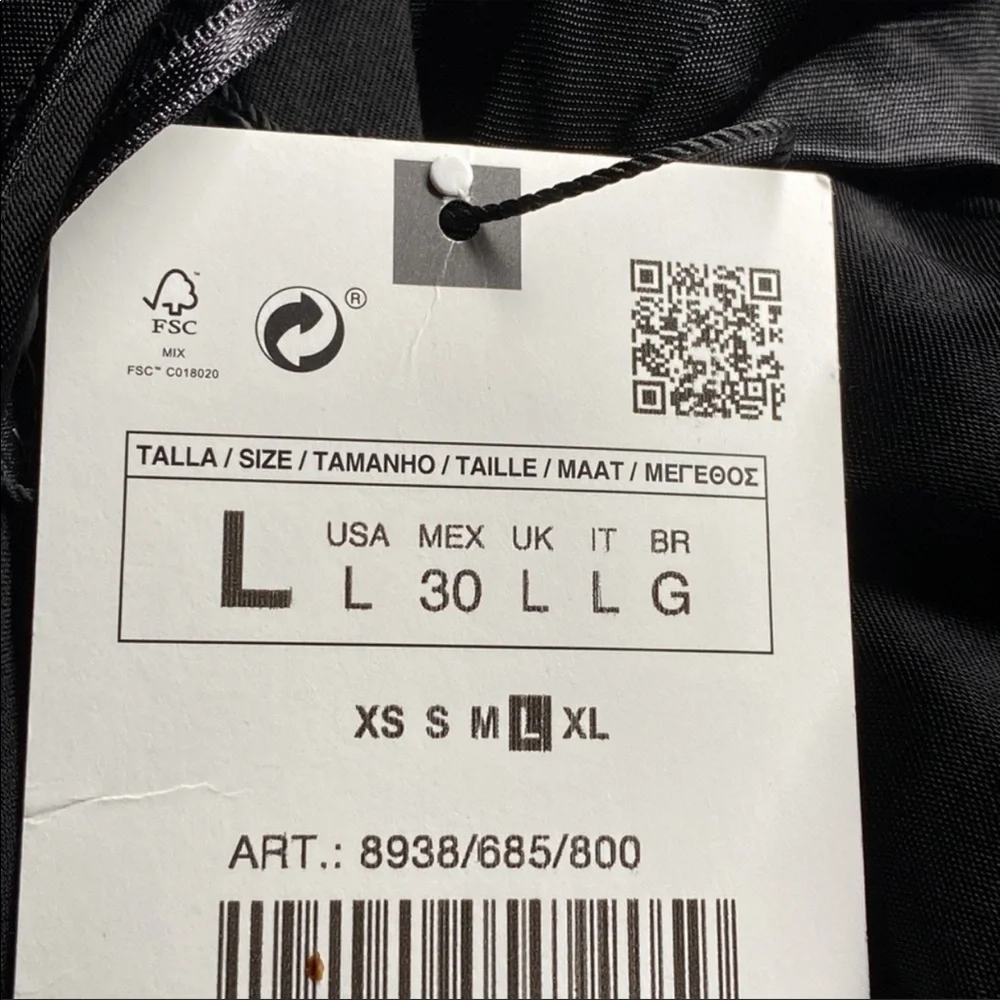 FSC™
MIX
FSC™ C018020
®
TALLA / SIZE / TAMANHO / TAILLE / MAAT / ΜΕΓΕΘΟΣ
USA MEX UK IT BR
L L 30 L L G
XS S M L XL
ART.: 8938/685/800